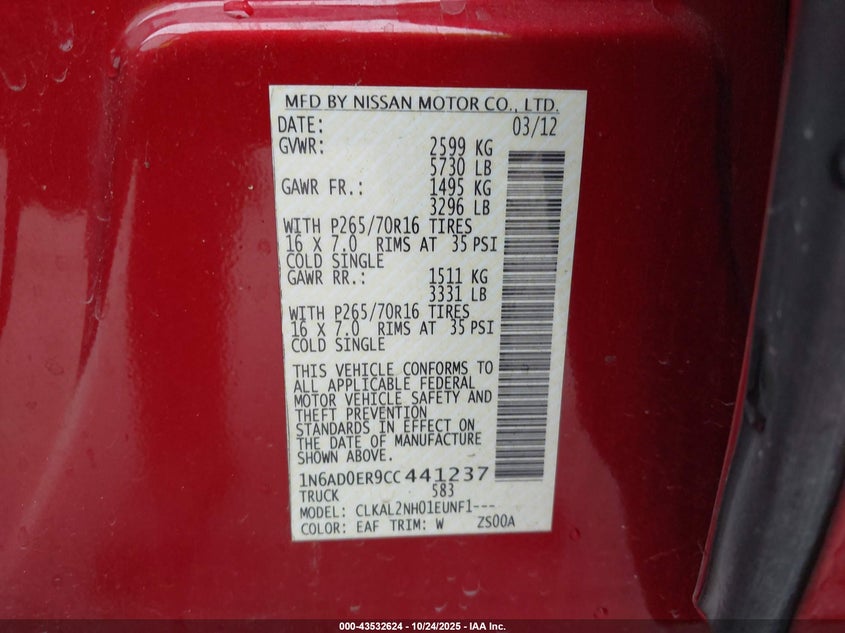 MFD BY NISSAN MOTOR CO., LTD.
DATE: 03/12
GVWR: 2599 KG
5730 LB
GAWR FR.: 1495 KG
3296 LB
WITH P265/70R16 TIRES
16 X 7.0 RIMS AT 35 PSI
COLD SINGLE
GAWR RR.: 1511 KG
3331 LB
WITH P265/70R16 TIRES
16 X 7.0 RIMS AT 35 PSI
COLD SINGLE
THIS VEHICLE CONFORMS TO
ALL APPLICABLE FEDERAL
MOTOR VEHICLE SAFETY AND
THEFT PREVENTION
STANDARDS IN EFFECT ON
THE DATE OF MANUFACTURE
SHOWN ABOVE.
1N6AD0ER9CC441237
TRUCK 583
MODEL: CLKAL2NH01EUNF1---
COLOR: EAF TRIM: W ZS00A
000-43532624 | 10/24/2025 | IAA Inc.